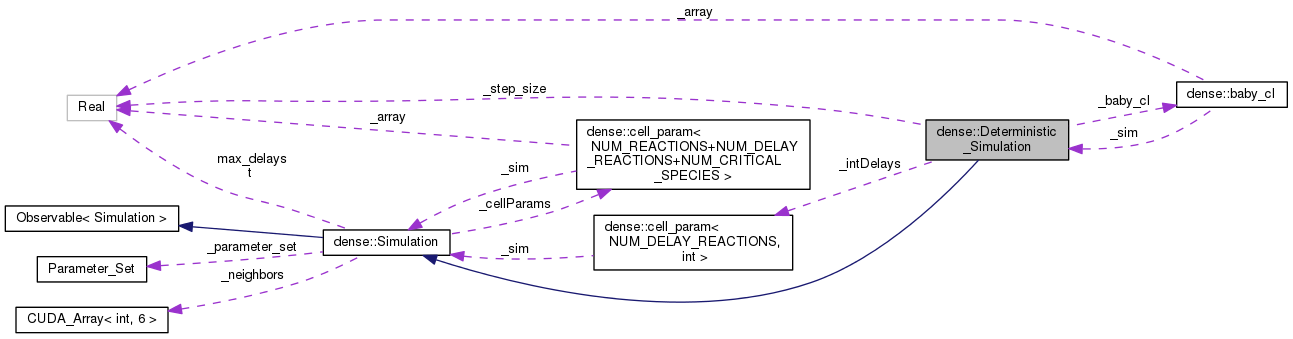 _array
_step_size
Real
dense::baby_cl
_baby_cl
_array
dense::cell_param<
NUM_REACTIONS+NUM_DELAY
_REACTIONS+NUM_CRITICAL
_SPECIES >
dense::Deterministic
_Simulation
_sim
max_delays
t
_sim
_intDelays
_cellParams
Observable< Simulation >
dense::cell_param<
NUM_DELAY_REACTIONS,
int >
dense::Simulation
_parameter_set
_sim
Parameter_Set
_neighbors
CUDA_Array< int, 6 >